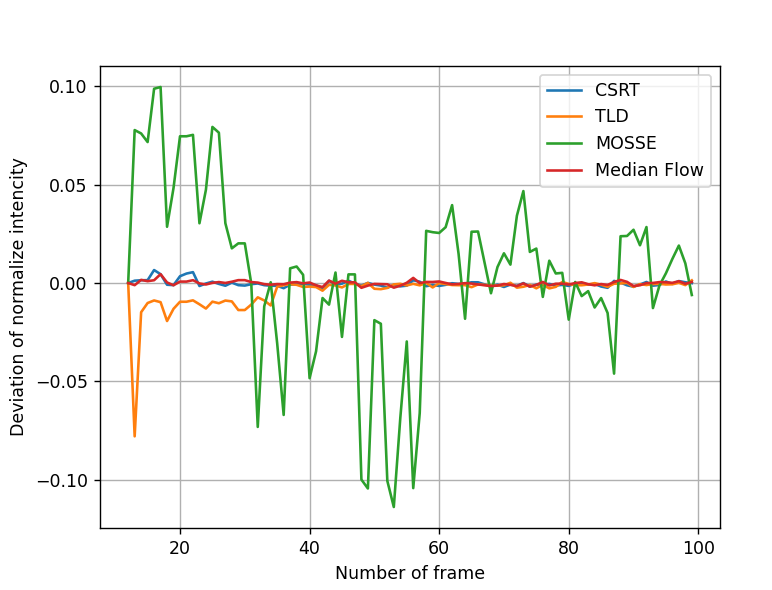 CSRT
TLD
MOSSE
Median Flow
0.10
0.05
0.00
−0.05
−0.10
Deviation of normalize intencity
20 40 60 80 100
Number of frame